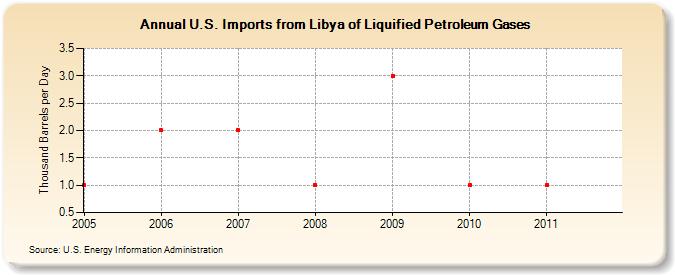 Annual U.S. Imports from Libya of Liquified Petroleum Gases
Thousand Barrels per Day
3.5
3.0
2.5
2.0
1.5
1.0
0.5
2005 2006 2007 2008 2009 2010 2011
Source: U.S. Energy Information Administration